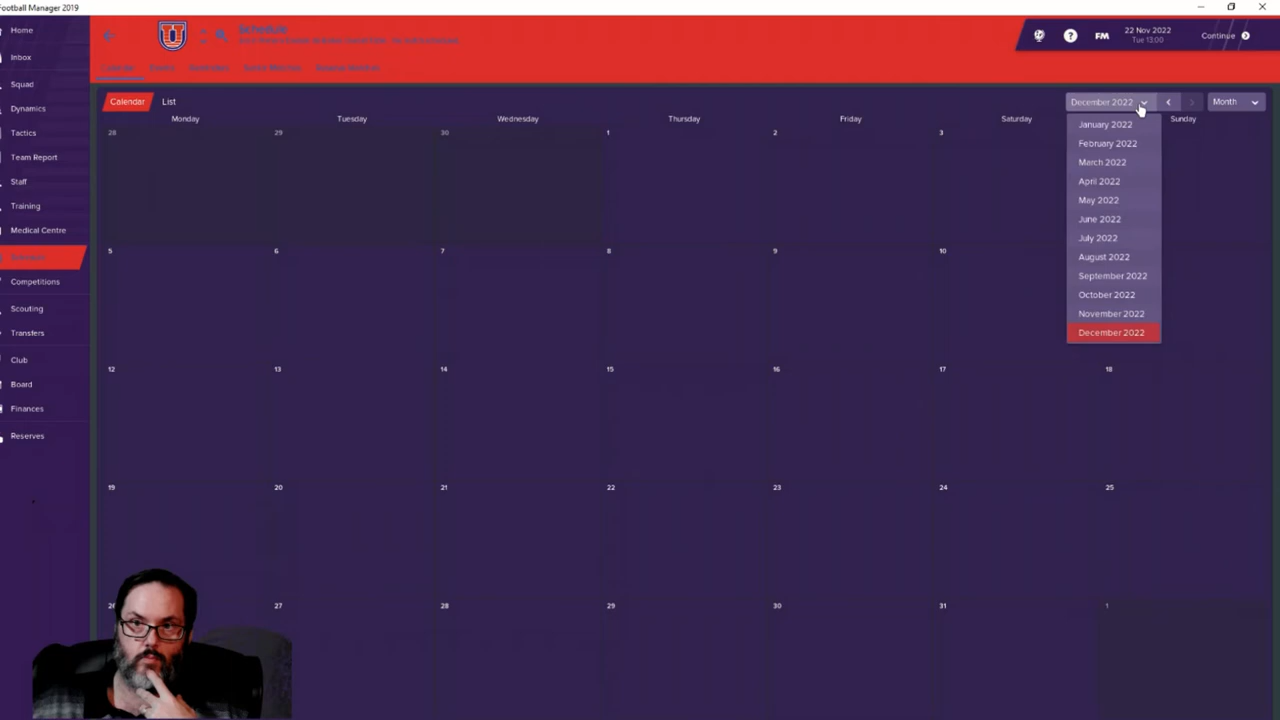 Football Manager 2019
Home
Inbox
Squad
Dynamics
Tactics
Team Report
Staff
Training
Medical Centre
Schedule
Competitions
Scouting
Transfers
Club
Board
Finances
Reserves
Schedule
22 Nov 2022
Tue 13:00
FM
Continue
Calendar
Calendar List
December 2022 Month
January 2022
February 2022
March 2022
April 2022
May 2022
June 2022
July 2022
August 2022
September 2022
October 2022
November 2022
December 2022
Monday Tuesday Wednesday Thursday Friday Saturday Sunday
28 29 30 1 2 3
5 6 7 8 9 10
12 13 14 15 16 17 18
19 20 21 22 23 24 25
26 27 28 29 30 31 1